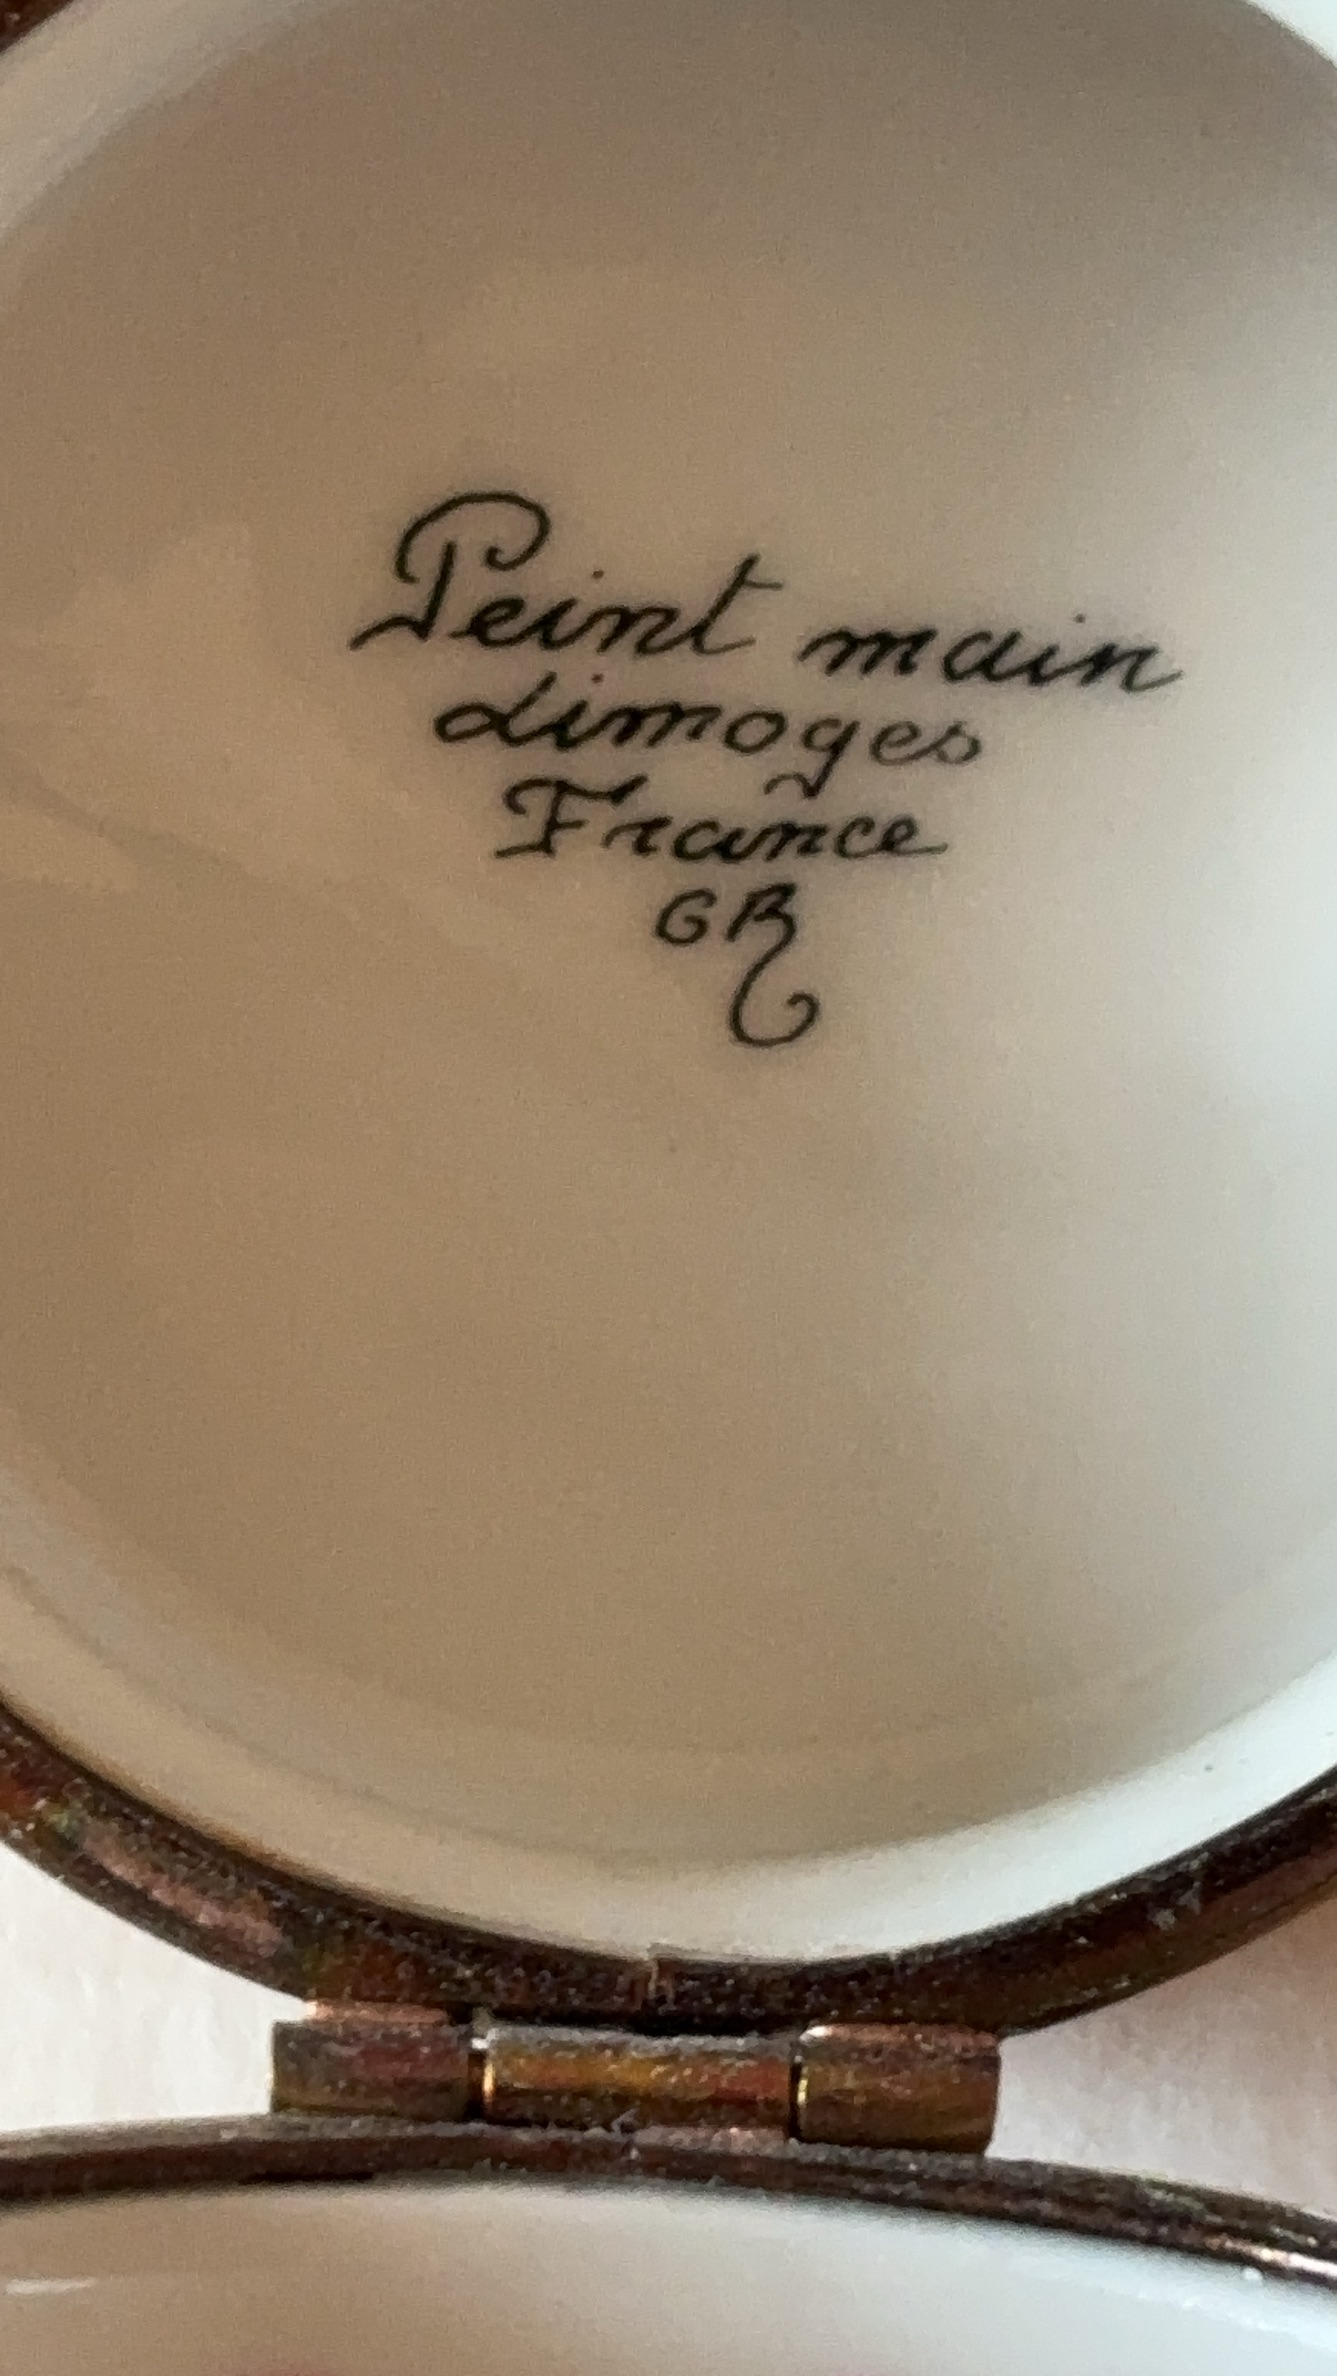 Peint main
Limoges
France
GR